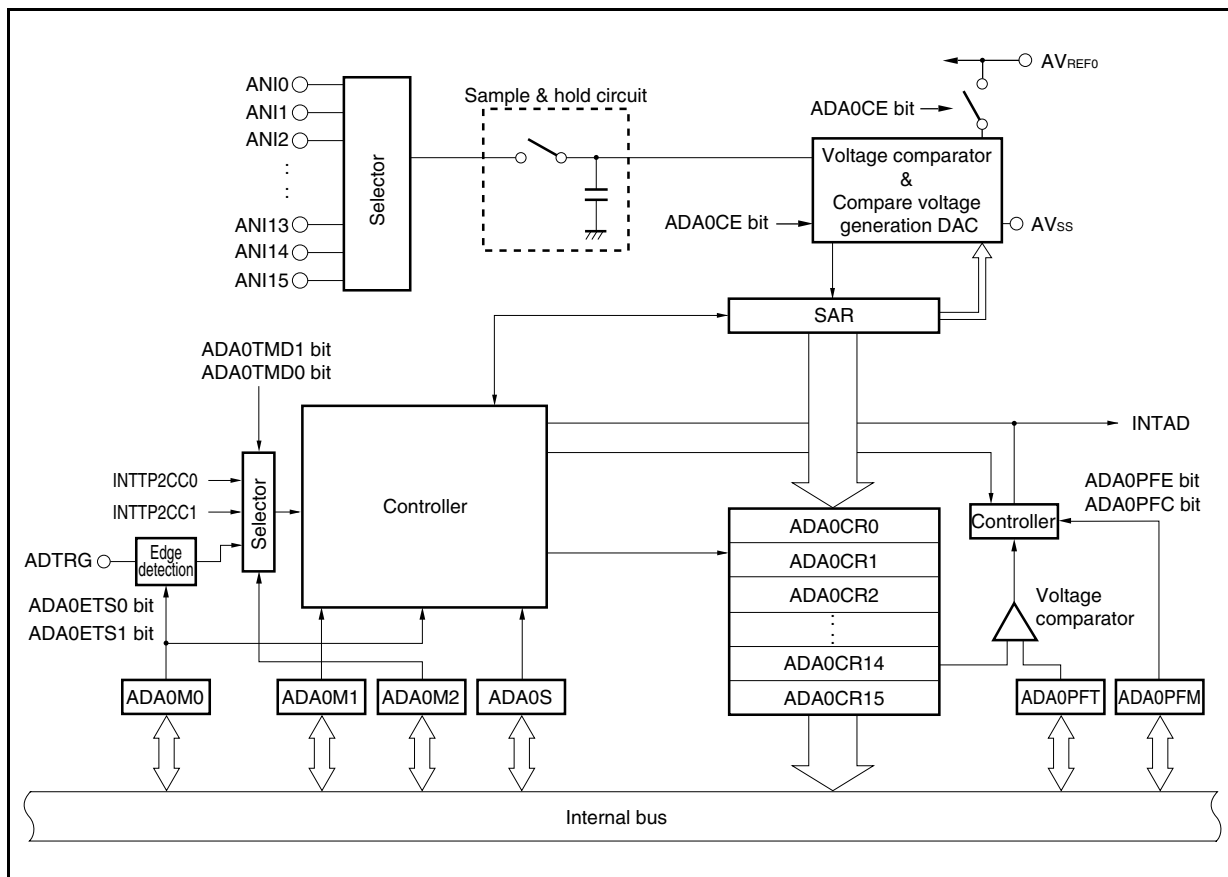 ANI0
ANI1
ANI2
ANI13
ANI14
ANI15
Selector
Sample & hold circuit
AVREF0
ADA0CE bit
Voltage comparator
&
Compare voltage
generation DAC
ADA0CE bit
AVSS
SAR
ADA0TMD1 bit
ADA0TMD0 bit
INTTP2CC0
INTTP2CC1
ADTRG
Edge
detection
Selector
Controller
ADA0ETS0 bit
ADA0ETS1 bit
INTAD
ADA0PFE bit
ADA0PFC bit
Controller
Voltage
comparator
ADA0CR0
ADA0CR1
ADA0CR2
ADA0CR14
ADA0CR15
ADA0M0
ADA0M1
ADA0M2
ADA0S
ADA0PFT
ADA0PFM
Internal bus